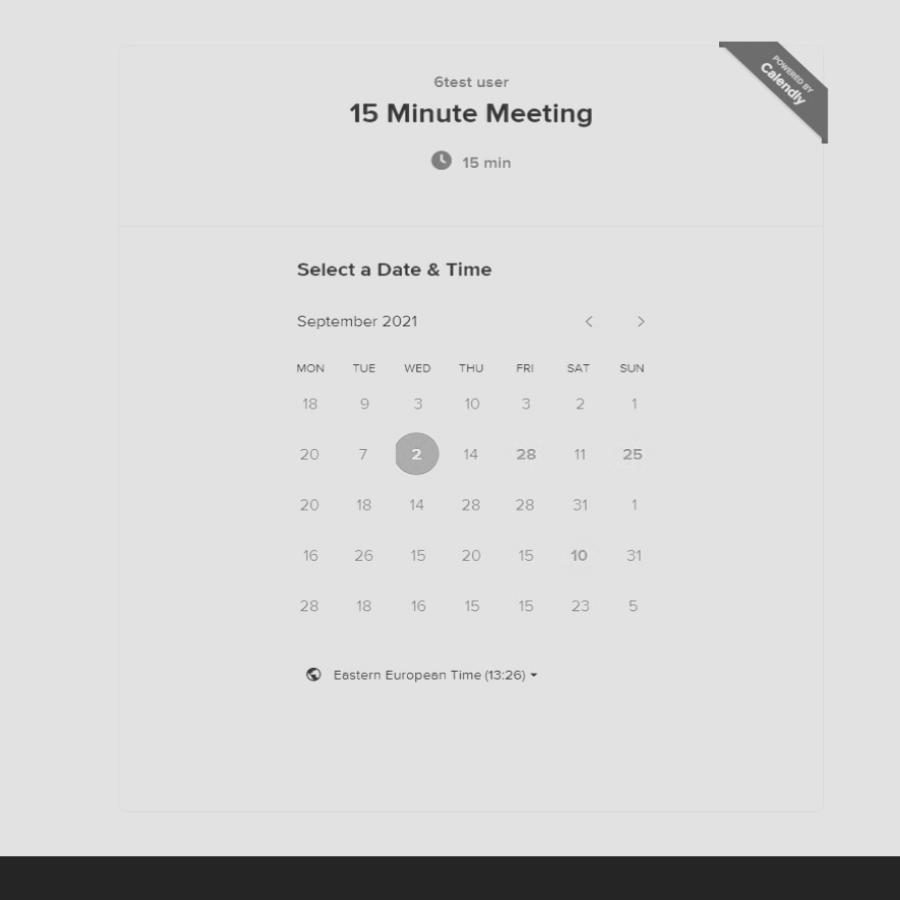 POWERED BY
Calendly
6test user
15 Minute Meeting
15 min
Select a Date & Time
September 2021
MON TUE WED THU FRI SAT SUN
18 9 3 10 3 2 1
20 7 2 14 28 11 25
20 18 14 28 28 31 1
16 26 15 20 15 10 31
28 18 16 15 15 23 5
Eastern European Time (13:26)